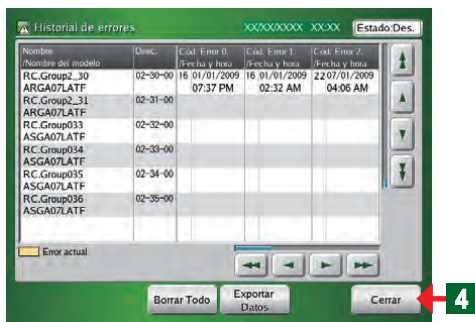 Historial de errores XX/XX/XXXX XX:XX Estado:Des.
Nombre Direc. Cód. Error 0. Cód. Error 1. Cód. Error 2.
/Nombre del modelo /Fecha y hora /Fecha y hora /Fecha y hora
RC.Group2_30 02-30-00 16 01/01/2009 16 01/01/2009 22 07/01/2009
ARGA07LATF 07:37 PM 02:32 AM 04:06 AM
RC.Group2_31 02-31-00
ARGA07LATF
RC.Group033 02-32-00
ASGA07LATF
RC.Group034 02-33-00
ASGA07LATF
RC.Group035 02-34-00
ASGA07LATF
RC.Group036 02-35-00
ASGA07LATF
Error actual
Borrar Todo Exportar Datos Cerrar 4